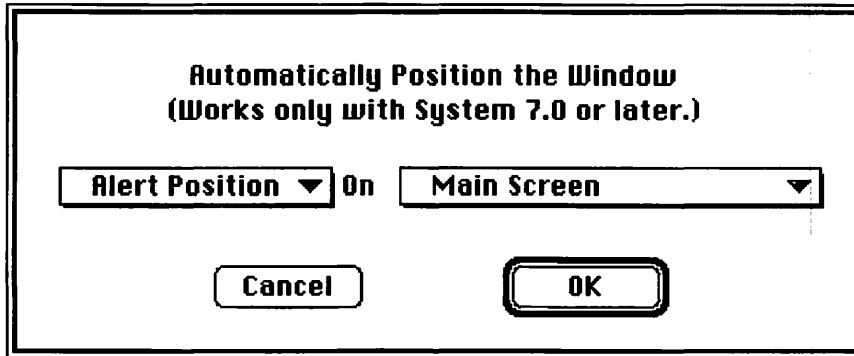 Automatically Position the Window
(Works only with System 7.0 or later.)
Alert Position On Main Screen
Cancel OK